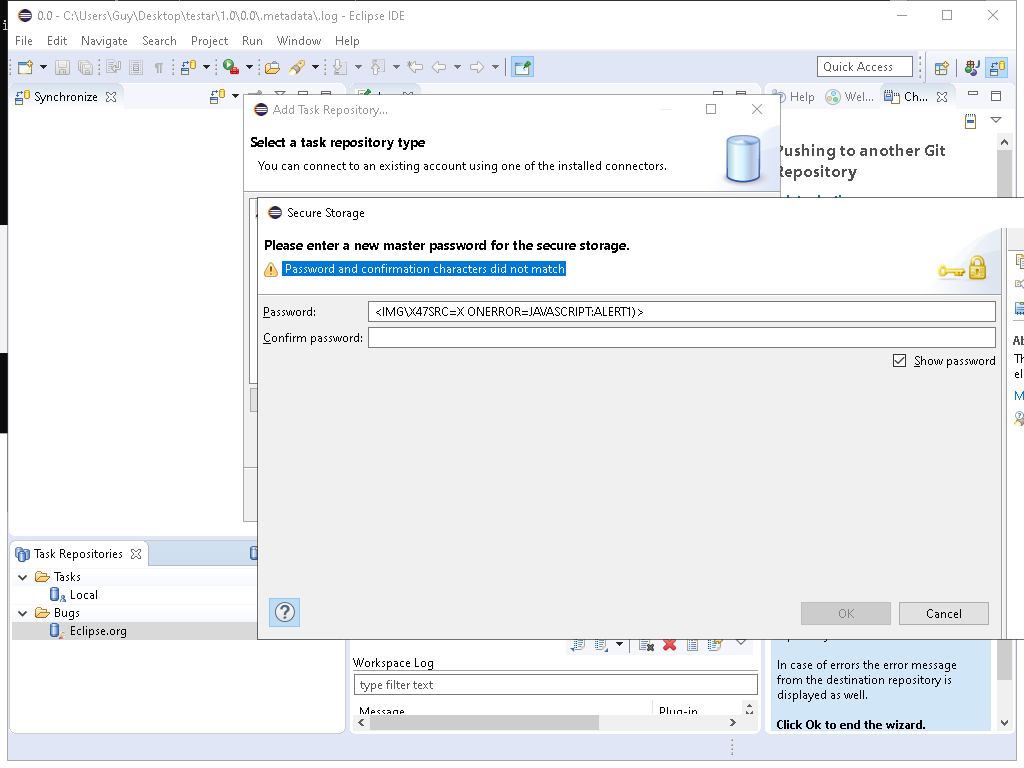 0.0 - C:\Users\Guy\Desktop\testar\1.0\0.0\.metadata\.log - Eclipse IDE
File Edit Navigate Search Project Run Window Help
Quick Access
Synchronize
Help
Wel...
Ch...
Add Task Repository...
Select a task repository type
You can connect to an existing account using one of the installed connectors.
Pushing to another Git
Repository
Secure Storage
Please enter a new master password for the secure storage.
Password and confirmation characters did not match
Password:
<IMG\X47SRC=X ONERROR=JAVASCRIPT:ALERT1)>
Confirm password:
Show password
OK
Cancel
Task Repositories
Tasks
Local
Bugs
Eclipse.org
Workspace Log
type filter text
Message
Plug-in
In case of errors the error message
from the destination repository is
displayed as well.
Click Ok to end the wizard.